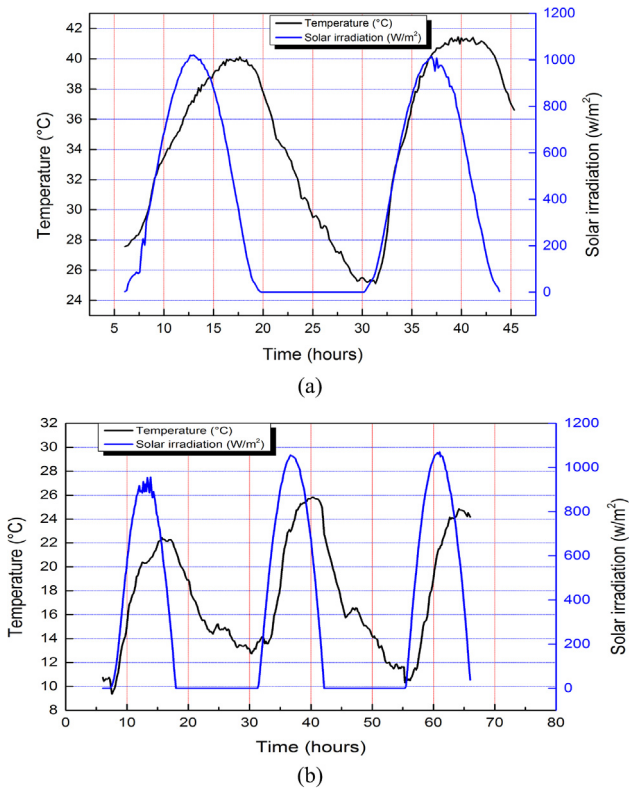 Temperature (°C)
Solar irradiation (W/m²)
42
40
38
36
34
32
30
28
26
24
Temperature (°C)
1200
1000
800
600
400
200
0
Solar irradiation (w/m²)
5 10 15 20 25 30 35 40 45
Time (hours)
(a)
Temperature (°C)
Solar irradiation (W/m²)
32
30
28
26
24
22
20
18
16
14
12
10
8
Temperature (°C)
1200
1000
800
600
400
200
0
Solar irradiation (w/m²)
0 10 20 30 40 50 60 70 80
Time (hours)
(b)